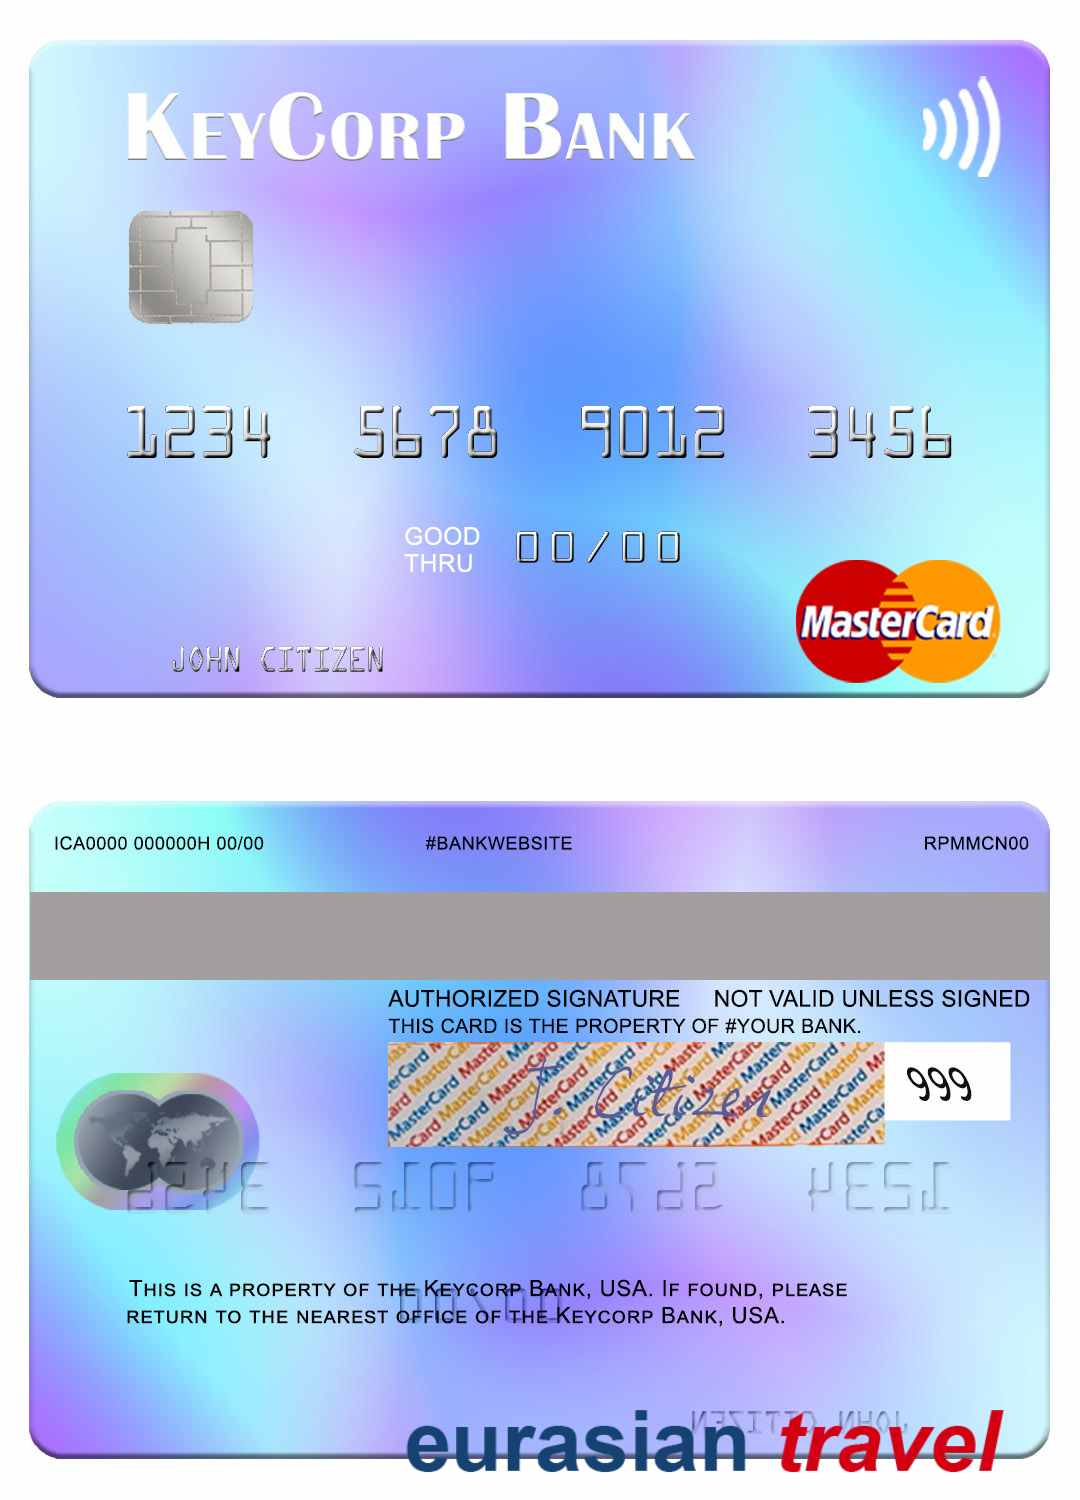 KEYCORP BANK
1234 5678 9012 3456
GOOD
THRU
00/00
JOHN CITIZEN
MasterCard
ICA0000 000000H 00/00 #BANKWEBSITE RPMMCN00
AUTHORIZED SIGNATURE NOT VALID UNLESS SIGNED
THIS CARD IS THE PROPERTY OF #YOUR BANK.
J. Citizen
999
THIS IS A PROPERTY OF THE KEYCORP BANK, USA. IF FOUND, PLEASE
RETURN TO THE NEAREST OFFICE OF THE KEYCORP BANK, USA.
eurasian travel